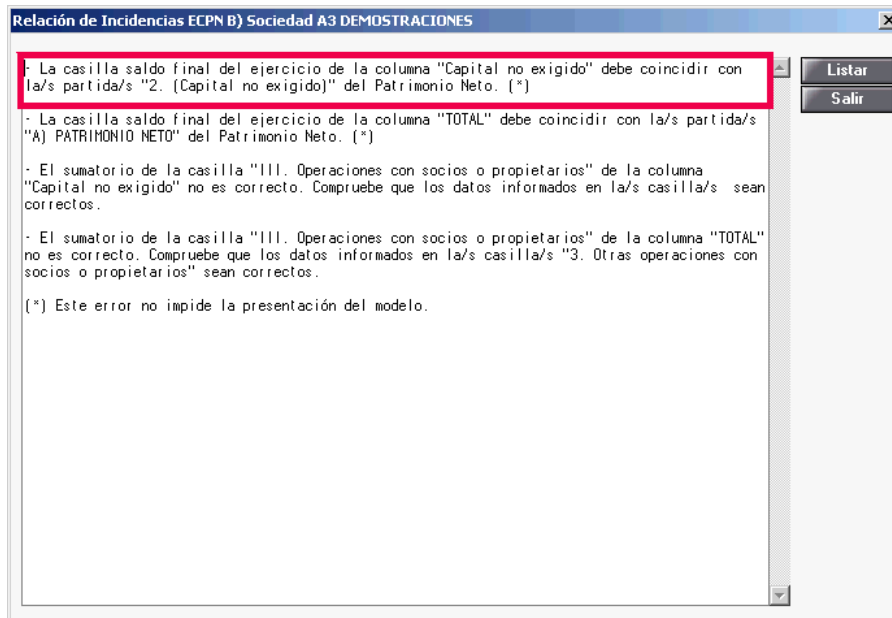 Relación de Incidencias ECPN B) Sociedad A3 DEMOSTRACIONES
- La casilla saldo final del ejercicio de la columna "Capital no exigido" debe coincidir con
la/s partida/s "2. (Capital no exigido)" del Patrimonio Neto. (*)
Listar
Salir
- La casilla saldo final del ejercicio de la columna "TOTAL" debe coincidir con la/s partida/s
"A) PATRIMONIO NETO" del Patrimonio Neto. (*)
- El sumatorio de la casilla "III. Operaciones con socios o propietarios" de la columna
"Capital no exigido" no es correcto. Compruebe que los datos informados en la/s casilla/s  sean
correctos.
- El sumatorio de la casilla "III. Operaciones con socios o propietarios" de la columna "TOTAL"
no es correcto. Compruebe que los datos informados en la/s casilla/s "3. Otras operaciones con
socios o propietarios" sean correctos.
(*) Este error no impide la presentación del modelo.